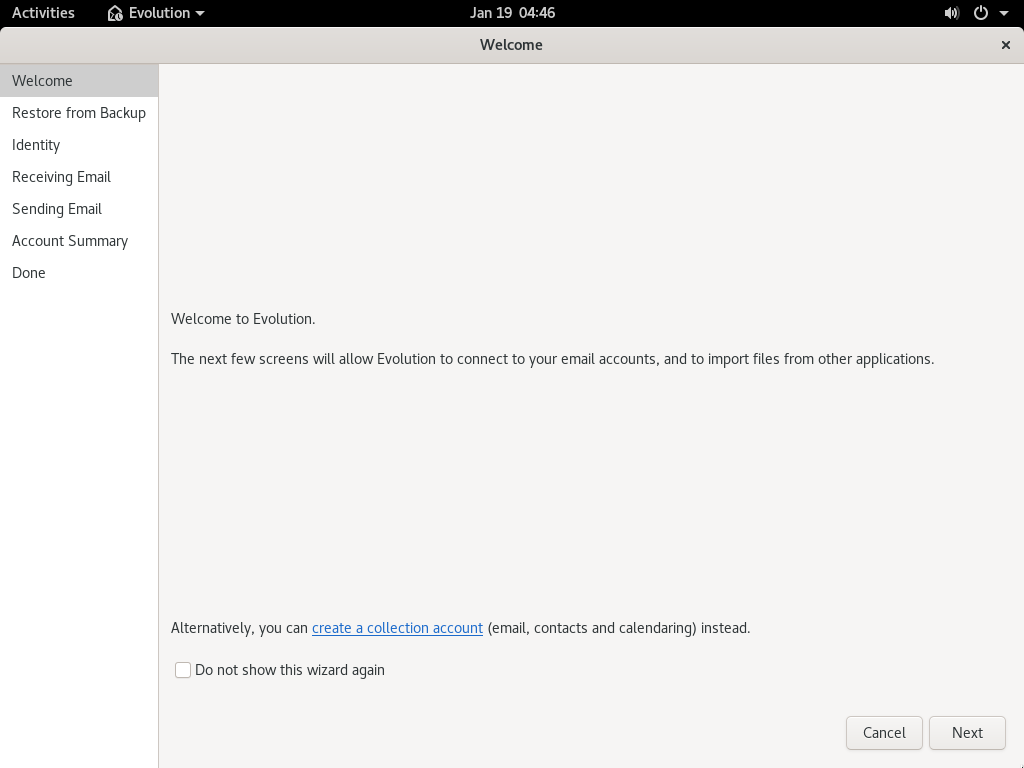 Activities
Evolution
Jan 19 04:46
Welcome
Welcome
Restore from Backup
Identity
Receiving Email
Sending Email
Account Summary
Done
Welcome to Evolution.
The next few screens will allow Evolution to connect to your email accounts, and to import files from other applications.
Alternatively, you can create a collection account (email, contacts and calendaring) instead.
Do not show this wizard again
Cancel
Next